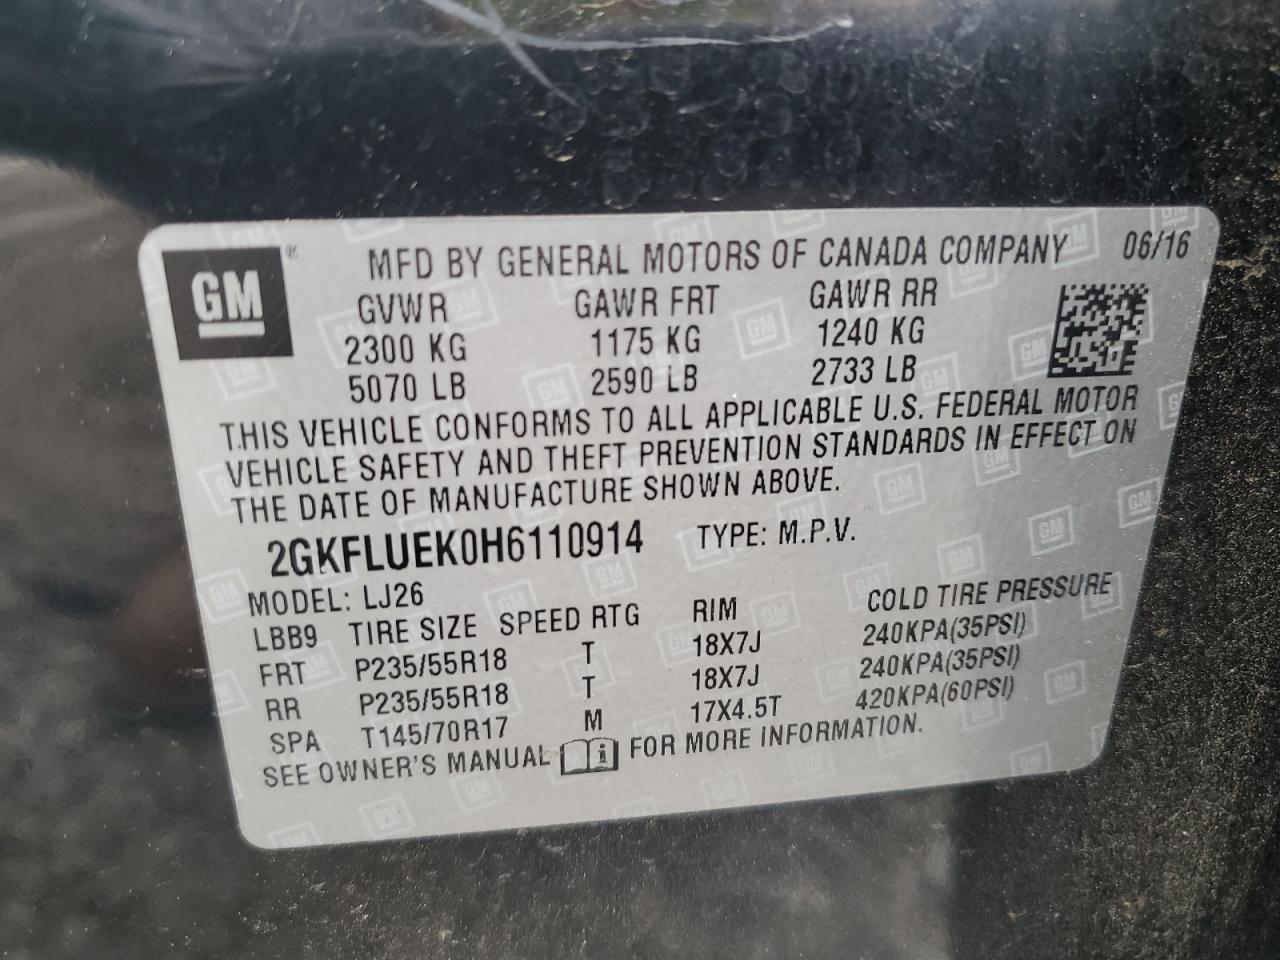 GM ® MFD BY GENERAL MOTORS OF CANADA COMPANY 06/16
GVWR GAWR FRT GAWR RR
2300 KG 1175 KG 1240 KG
5070 LB 2590 LB 2733 LB
THIS VEHICLE CONFORMS TO ALL APPLICABLE U.S. FEDERAL MOTOR
VEHICLE SAFETY AND THEFT PREVENTION STANDARDS IN EFFECT ON
THE DATE OF MANUFACTURE SHOWN ABOVE.
2GKFLUEK0H6110914 TYPE: M.P.V.
MODEL: LJ26
LBB9 TIRE SIZE SPEED RTG RIM COLD TIRE PRESSURE
FRT P235/55R18 T 18X7J 240KPA(35PSI)
RR P235/55R18 T 18X7J 240KPA(35PSI)
SPA T145/70R17 M 17X4.5T 420KPA(60PSI)
SEE OWNER'S MANUAL i FOR MORE INFORMATION.